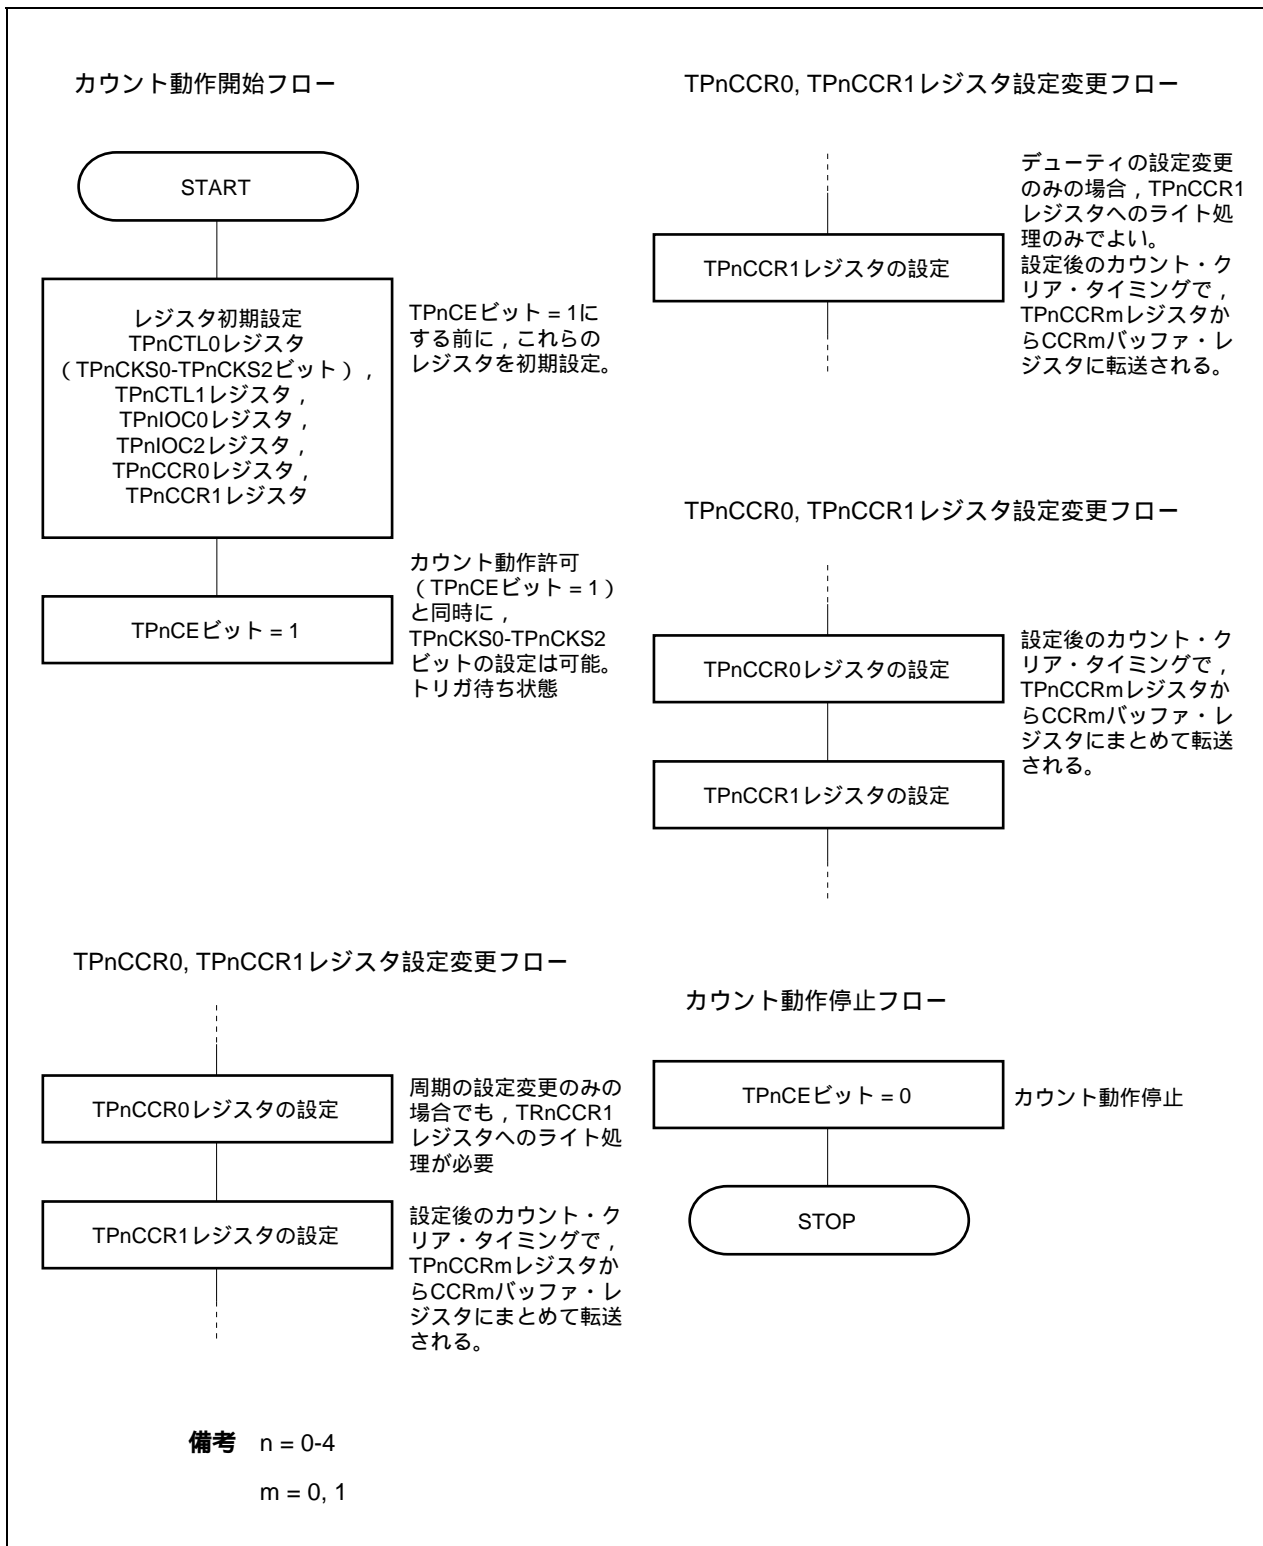 カウント動作開始フロー
START
レジスタ初期設定
TPnCTL0レジスタ
（TPnCKS0-TPnCKS2ビット），
TPnCTL1レジスタ，
TPnIOC0レジスタ，
TPnIOC2レジスタ，
TPnCCR0レジスタ，
TPnCCR1レジスタ
TPnCEビット = 1に
する前に，これらの
レジスタを初期設定。
TPnCEビット = 1
カウント動作許可
（TPnCEビット = 1）
と同時に，
TPnCKS0-TPnCKS2
ビットの設定は可能。
トリガ待ち状態
TPnCCR0, TPnCCR1レジスタ設定変更フロー
TPnCCR0レジスタの設定
周期の設定変更のみの
場合でも，TRnCCR1
レジスタへのライト処
理が必要
TPnCCR1レジスタの設定
設定後のカウント・ク
リア・タイミングで，
TPnCCRmレジスタか
らCCRmバッファ・レ
ジスタにまとめて転送
される。
TPnCCR0, TPnCCR1レジスタ設定変更フロー
TPnCCR1レジスタの設定
デューティの設定変更
のみの場合，TPnCCR1
レジスタへのライト処
理のみでよい。
設定後のカウント・ク
リア・タイミングで，
TPnCCRmレジスタか
らCCRmバッファ・レ
ジスタに転送される。
TPnCCR0, TPnCCR1レジスタ設定変更フロー
TPnCCR0レジスタの設定
TPnCCR1レジスタの設定
設定後のカウント・ク
リア・タイミングで，
TPnCCRmレジスタか
らCCRmバッファ・レ
ジスタにまとめて転送
される。
カウント動作停止フロー
TPnCEビット = 0
カウント動作停止
STOP
備考 n = 0-4
m = 0, 1